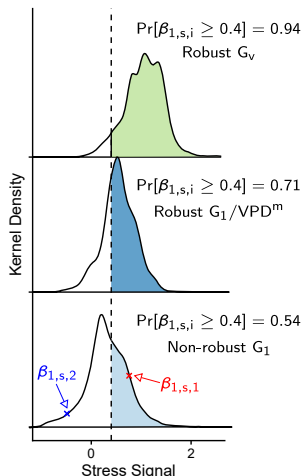 Pr[β₁,ₛ,ᵢ ≥ 0.4] = 0.94
Robust Gᵥ
Pr[β₁,ₛ,ᵢ ≥ 0.4] = 0.71
Robust G₁/VPDᵐ
Pr[β₁,ₛ,ᵢ ≥ 0.4] = 0.54
Non-robust G₁
β₁,ₛ,₂
β₁,ₛ,₁
Kernel Density
0
2
Stress Signal